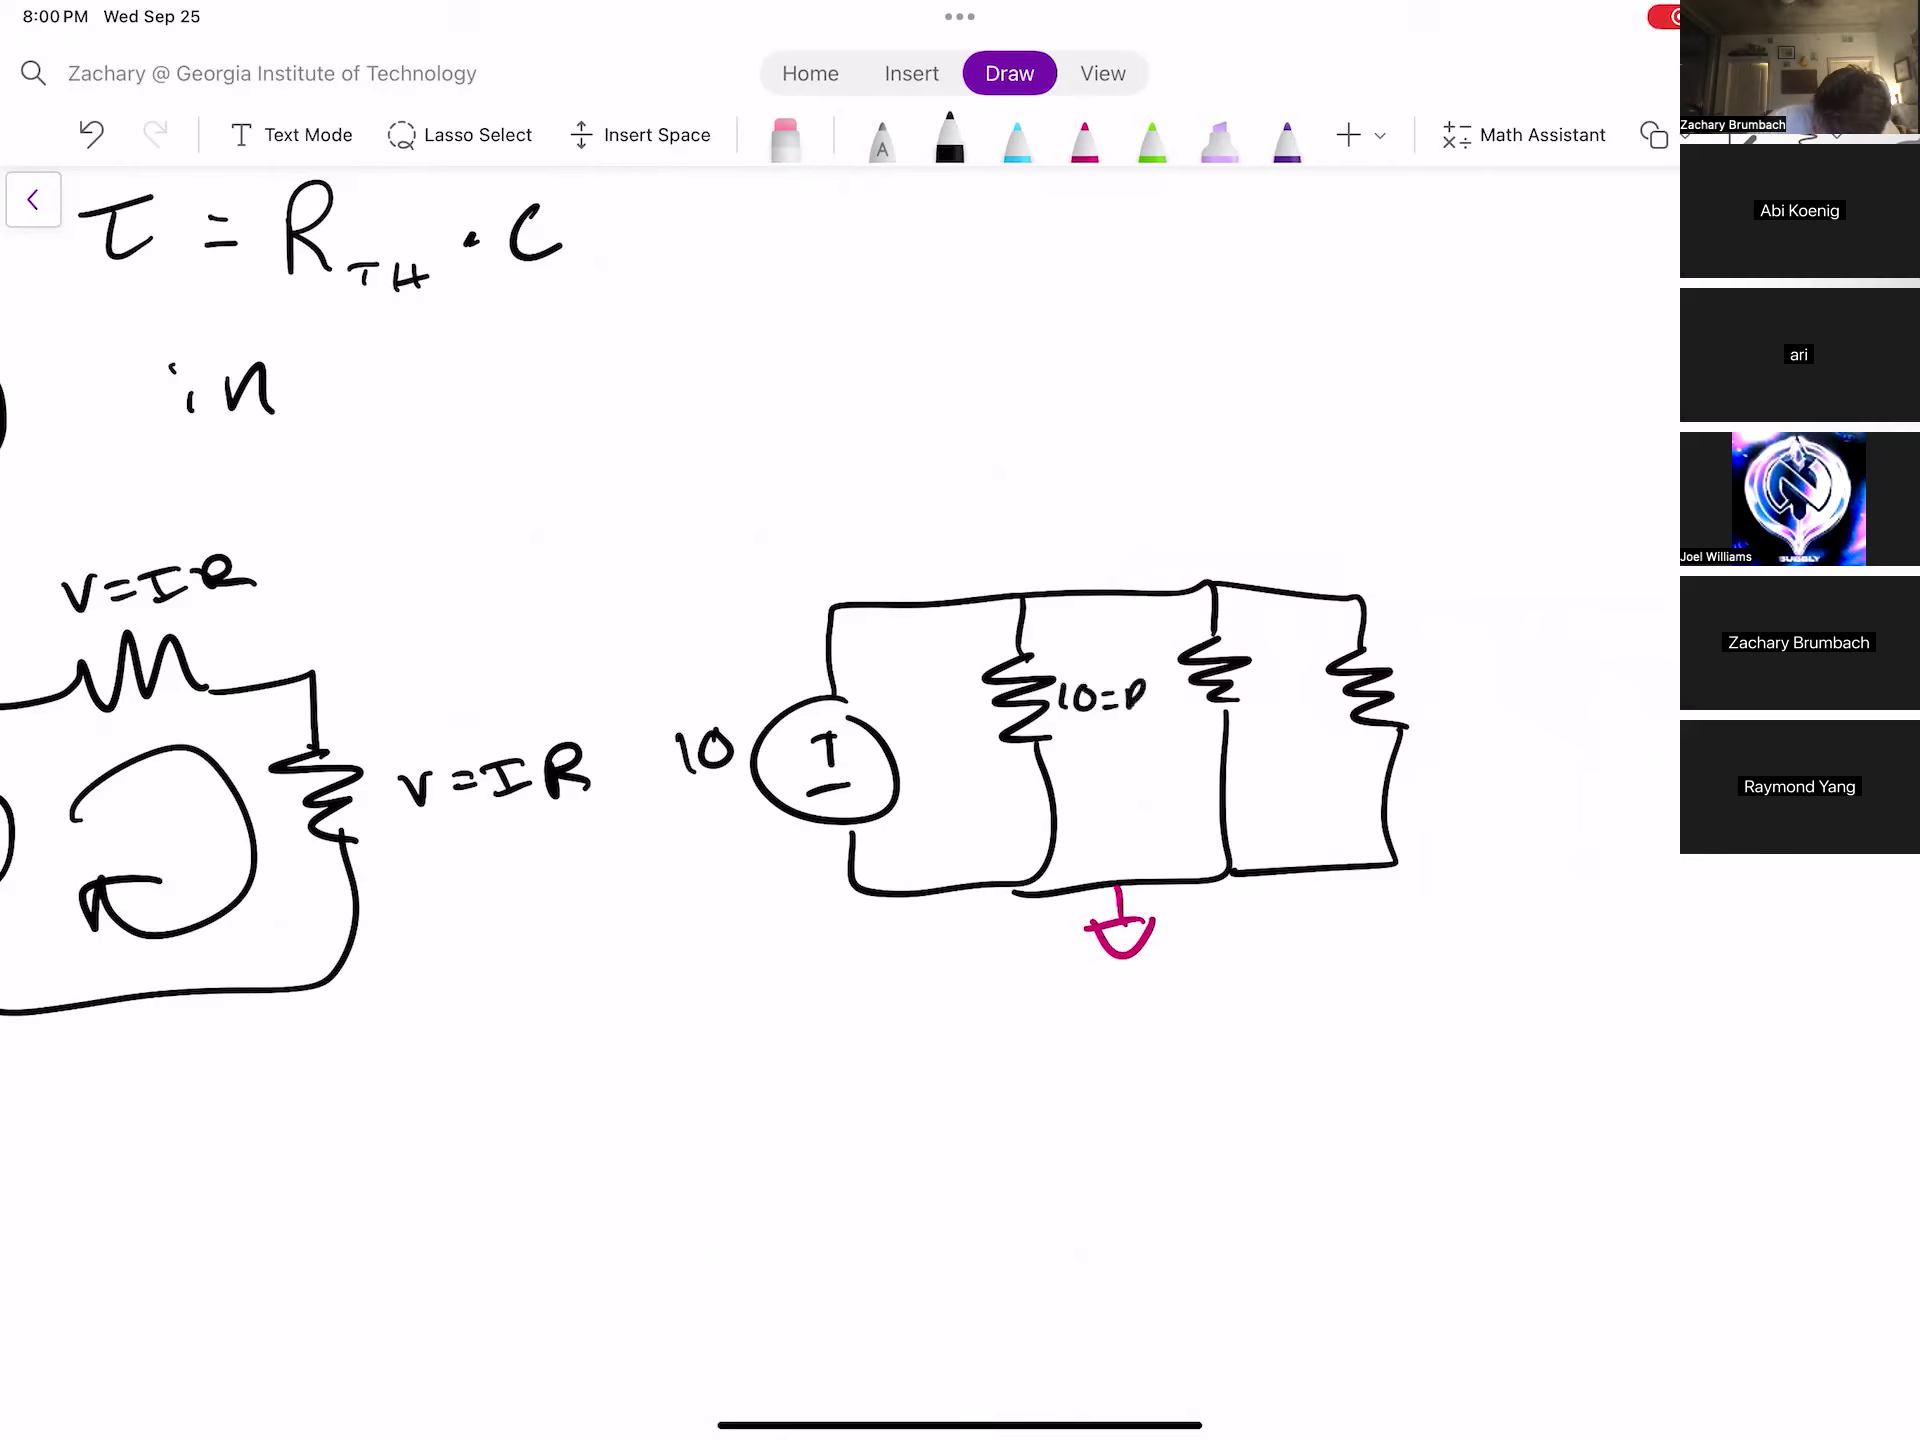 8:00 PM Wed Sep 25
Zachary @ Georgia Institute of Technology
Home Insert Draw View
Text Mode Lasso Select Insert Space Math Assistant
τ = R_TH · C
in
V=IR
V=IR
10
10=
Zachary Brumbach
Abi Koenig
ari
Joel Williams
Zachary Brumbach
Raymond Yang